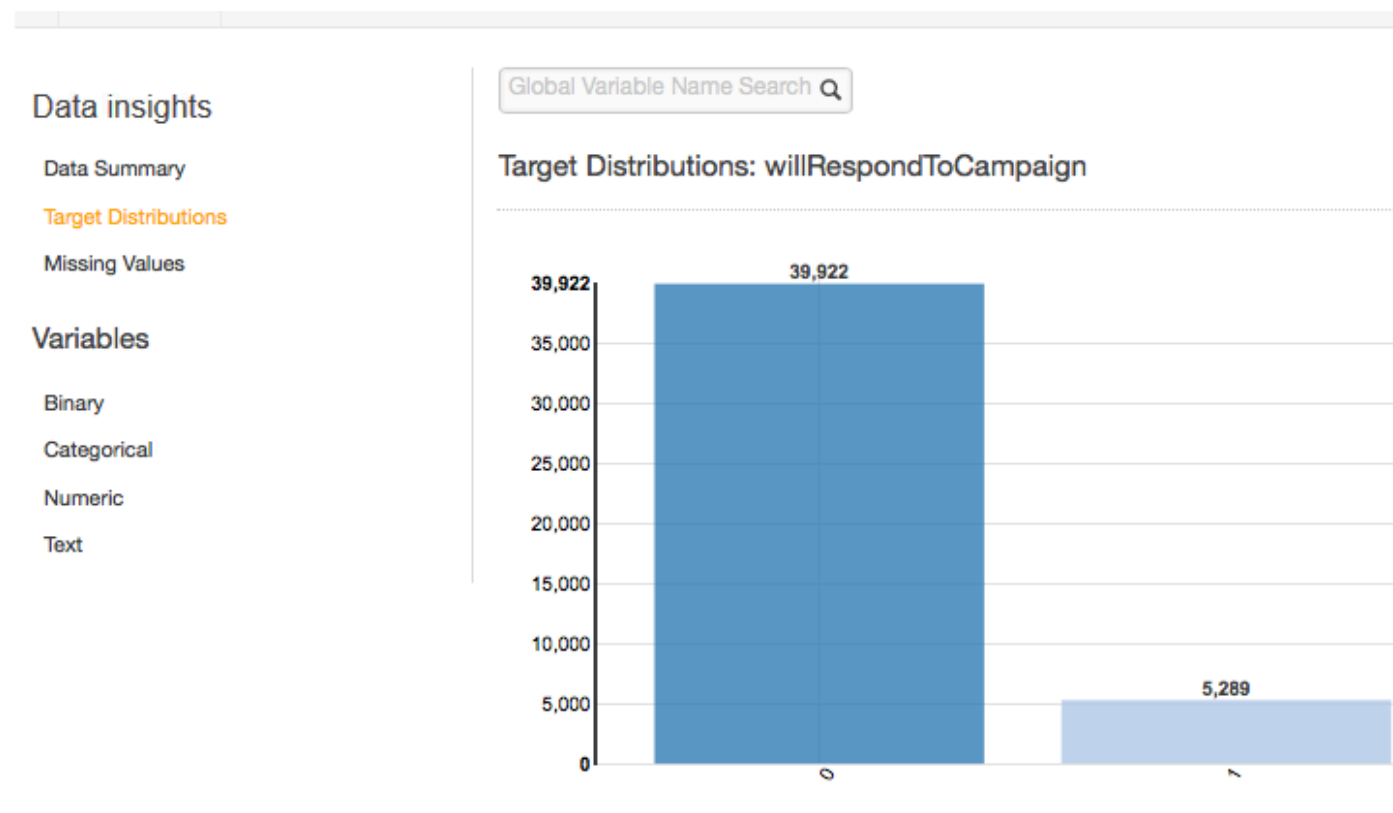 Data insights
Data Summary
Target Distributions
Missing Values
Variables
Binary
Categorical
Numeric
Text
Global Variable Name Search
Target Distributions: willRespondToCampaign
39,922
39,922
35,000
30,000
25,000
20,000
15,000
10,000
5,289
5,000
0
0
1